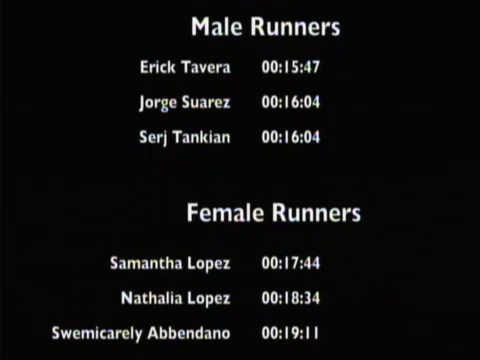 Male Runners
Erick Tavera 00:15:47
Jorge Suarez 00:16:04
Serj Tankian 00:16:04
Female Runners
Samantha Lopez 00:17:44
Nathalia Lopez 00:18:34
Swemicarely Abbendano 00:19:11